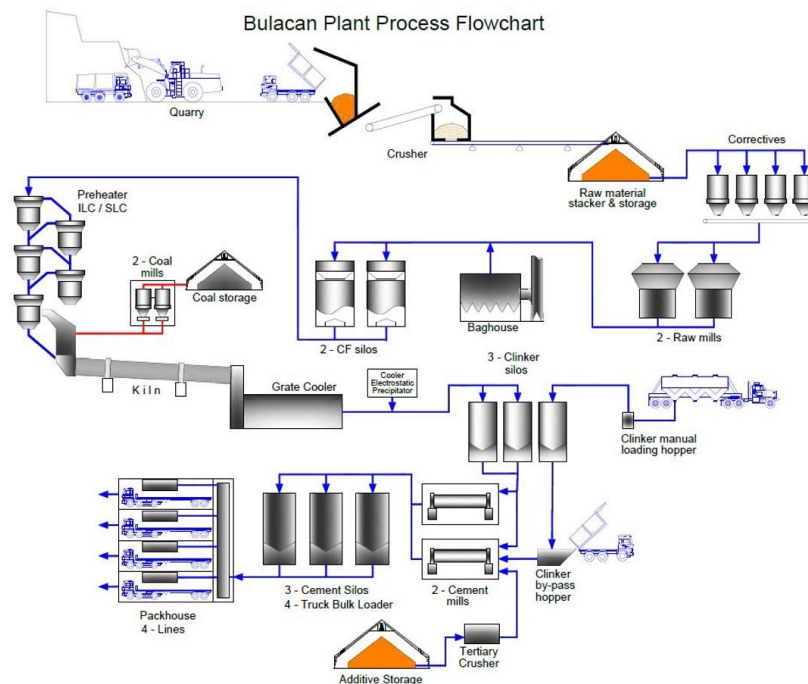 Bulacan Plant Process Flowchart
Quarry
Crusher
Correctives
Raw material
stacker & storage
Preheater
ILC / SLC
2 - Coal
mills
Coal storage
2 - CF silos
Baghouse
2 - Raw mills
3 - Clinker
silos
Kiln
Grate Cooler
Cooler
Electrostatic
Precipitator
Clinker manual
loading hopper
Packhouse
4 - Lines
3 - Cement Silos
4 - Truck Bulk Loader
2 - Cement
mills
Clinker
by-pass
hopper
Additive Storage
Tertiary
Crusher